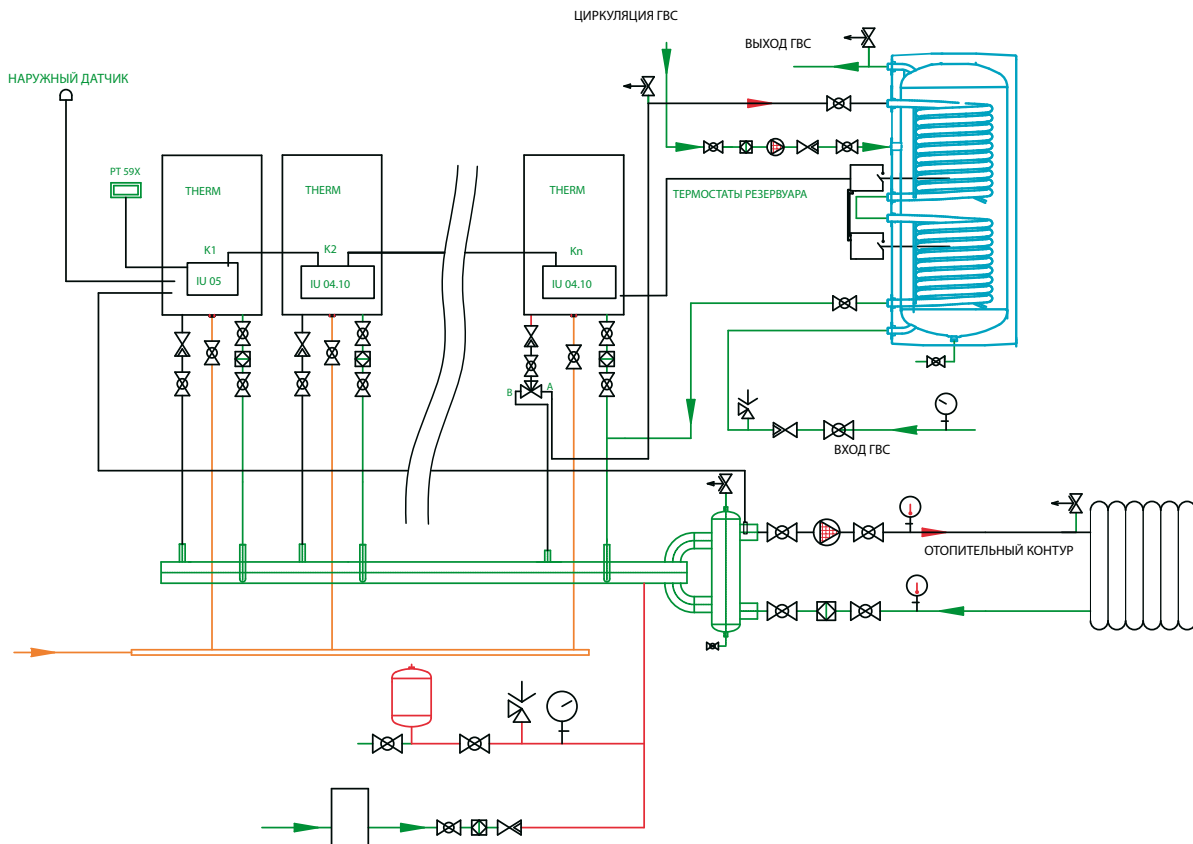 ЦИРКУЛЯЦИЯ ГВС
ВЫХОД ГВС
НАРУЖНЫЙ ДАТЧИК
PT 59X
THERM
THERM
THERM
ТЕРМОСТАТЫ РЕЗЕРВУАРА
K1
K2
Kn
IU 05
IU 04.10
IU 04.10
B
A
ВХОД ГВС
ОТОПИТЕЛЬНЫЙ КОНТУР